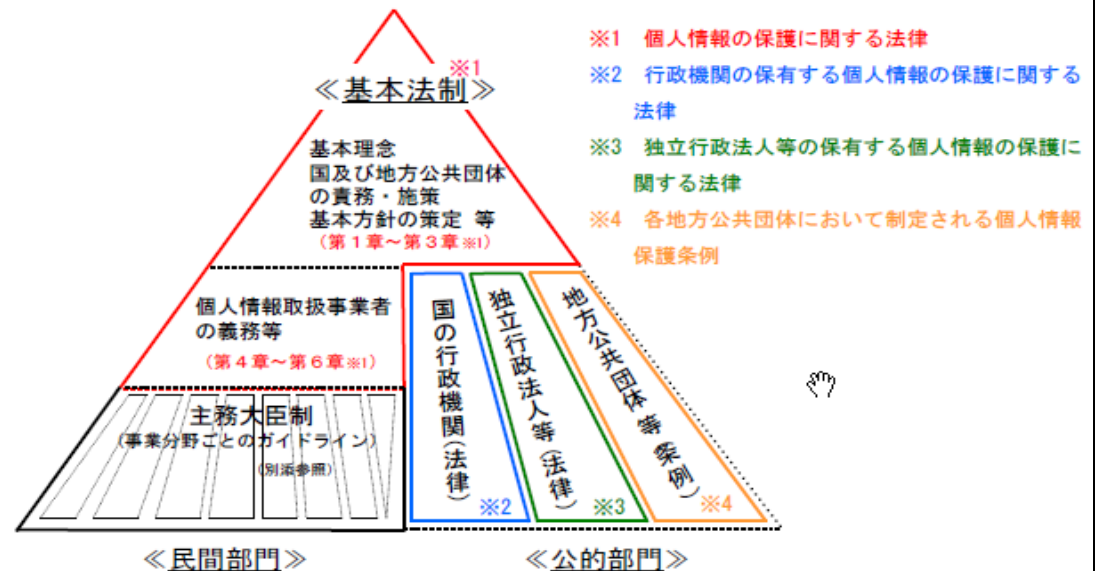 ※1
≪基本法制≫
基本理念
国及び地方公共団体
の責務・施策
基本方針の策定 等
(第1章~第3章※1)
個人情報取扱事業者
の義務等
(第4章~第6章※1)
主務大臣制
(事業分野ごとのガイドライン)
(別添参照)
国の行政機関(法律)
※2
独立行政法人等(法律)
※3
地方公共団体等(条例)
※4
≪民間部門≫
≪公的部門≫
※1 個人情報の保護に関する法律
※2 行政機関の保有する個人情報の保護に関する
法律
※3 独立行政法人等の保有する個人情報の保護に
関する法律
※4 各地方公共団体において制定される個人情報
保護条例